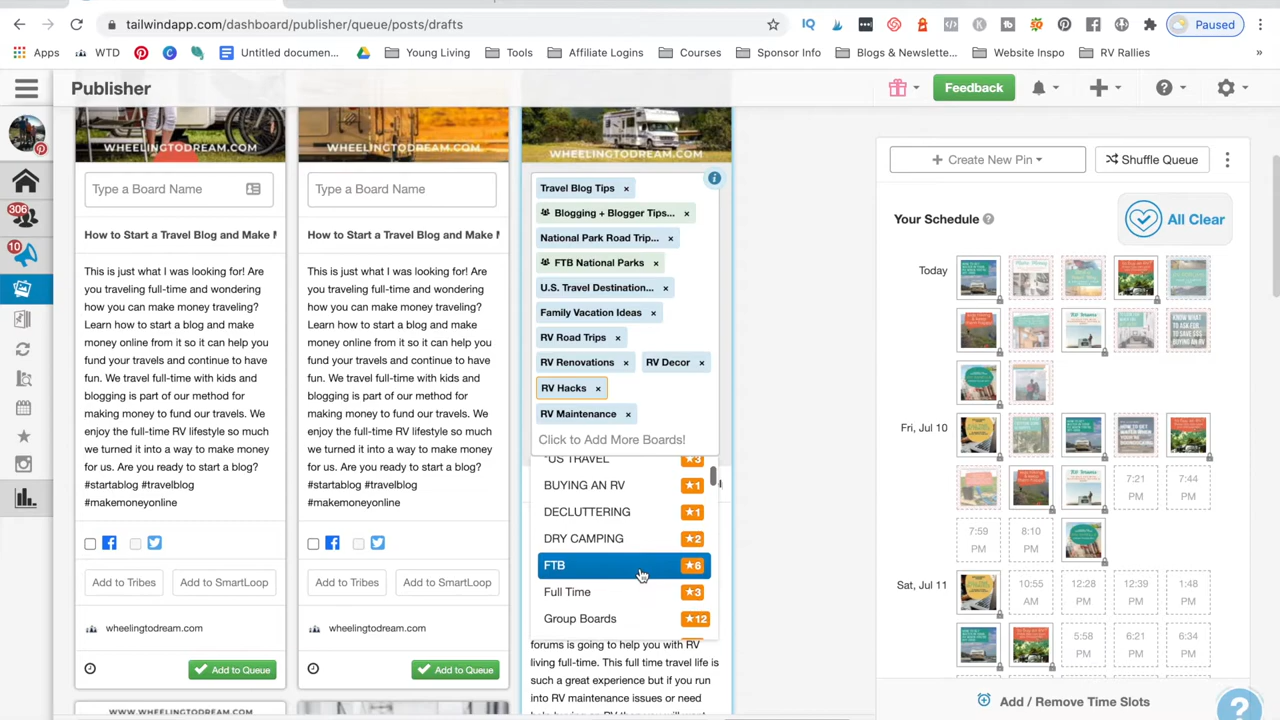 tailwindapp.com/dashboard/publisher/queue/posts/drafts
Paused
Apps
WTD
Untitled documen...
Young Living
Tools
Affiliate Logins
Courses
Sponsor Info
Blogs & Newslette...
Website Inspo
RV Rallies
»
Publisher
Feedback
WHEELINGTODREAM.COM
WHEELINGTODREAM.COM
WHEELINGTODREAM.COM
306
10
Type a Board Name
How to Start a Travel Blog and Make M
This is just what I was looking for! Are
you traveling full-time and wondering
how you can make money traveling?
Learn how to start a blog and make
money online from it so it can help you
fund your travels and continue to have
fun. We travel full-time with kids and
blogging is part of our method for
making money to fund our travels. We
enjoy the full-time RV lifestyle so much
we turned it into a way to make money
for us. Are you ready to start a blog?
#startablog #travelblog
#makemoneyonline
Add to Tribes
Add to SmartLoop
wheelingtodream.com
Add to Queue
WWW.WHEELINGTODREAM.COM
Type a Board Name
How to Start a Travel Blog and Make M
This is just what I was looking for! Are
you traveling full-time and wondering
how you can make money traveling?
Learn how to start a blog and make
money online from it so it can help you
fund your travels and continue to have
fun. We travel full-time with kids and
blogging is part of our method for
making money to fund our travels. We
enjoy the full-time RV lifestyle so much
we turned it into a way to make money
for us. Are you ready to start a blog?
#startablog #travelblog
#makemoneyonline
Add to Tribes
Add to SmartLoop
wheelingtodream.com
Add to Queue
Travel Blog Tips ×
Blogging + Blogger Tips... ×
National Park Road Trip... ×
FTB National Parks ×
U.S. Travel Destination... ×
Family Vacation Ideas ×
RV Road Trips ×
RV Renovations × RV Decor ×
RV Hacks ×
RV Maintenance ×
Click to Add More Boards!
*US TRAVEL ★3
BUYING AN RV ★1
DECLUTTERING ★1
DRY CAMPING ★2
FTB ★6
Full Time ★3
Group Boards ★12
forums is going to help you with RV
living full-time. This full time travel life is
such a great experience but if you run
into RV maintenance issues or need
Create New Pin
Shuffle Queue
Your Schedule
All Clear
Today
Fri, Jul 10
7:21 PM
7:44 PM
7:59 PM
8:10 PM
Sat, Jul 11
10:55 AM
12:28 PM
12:39 PM
1:48 PM
5:58 PM
6:21 PM
6:34 PM
Add / Remove Time Slots